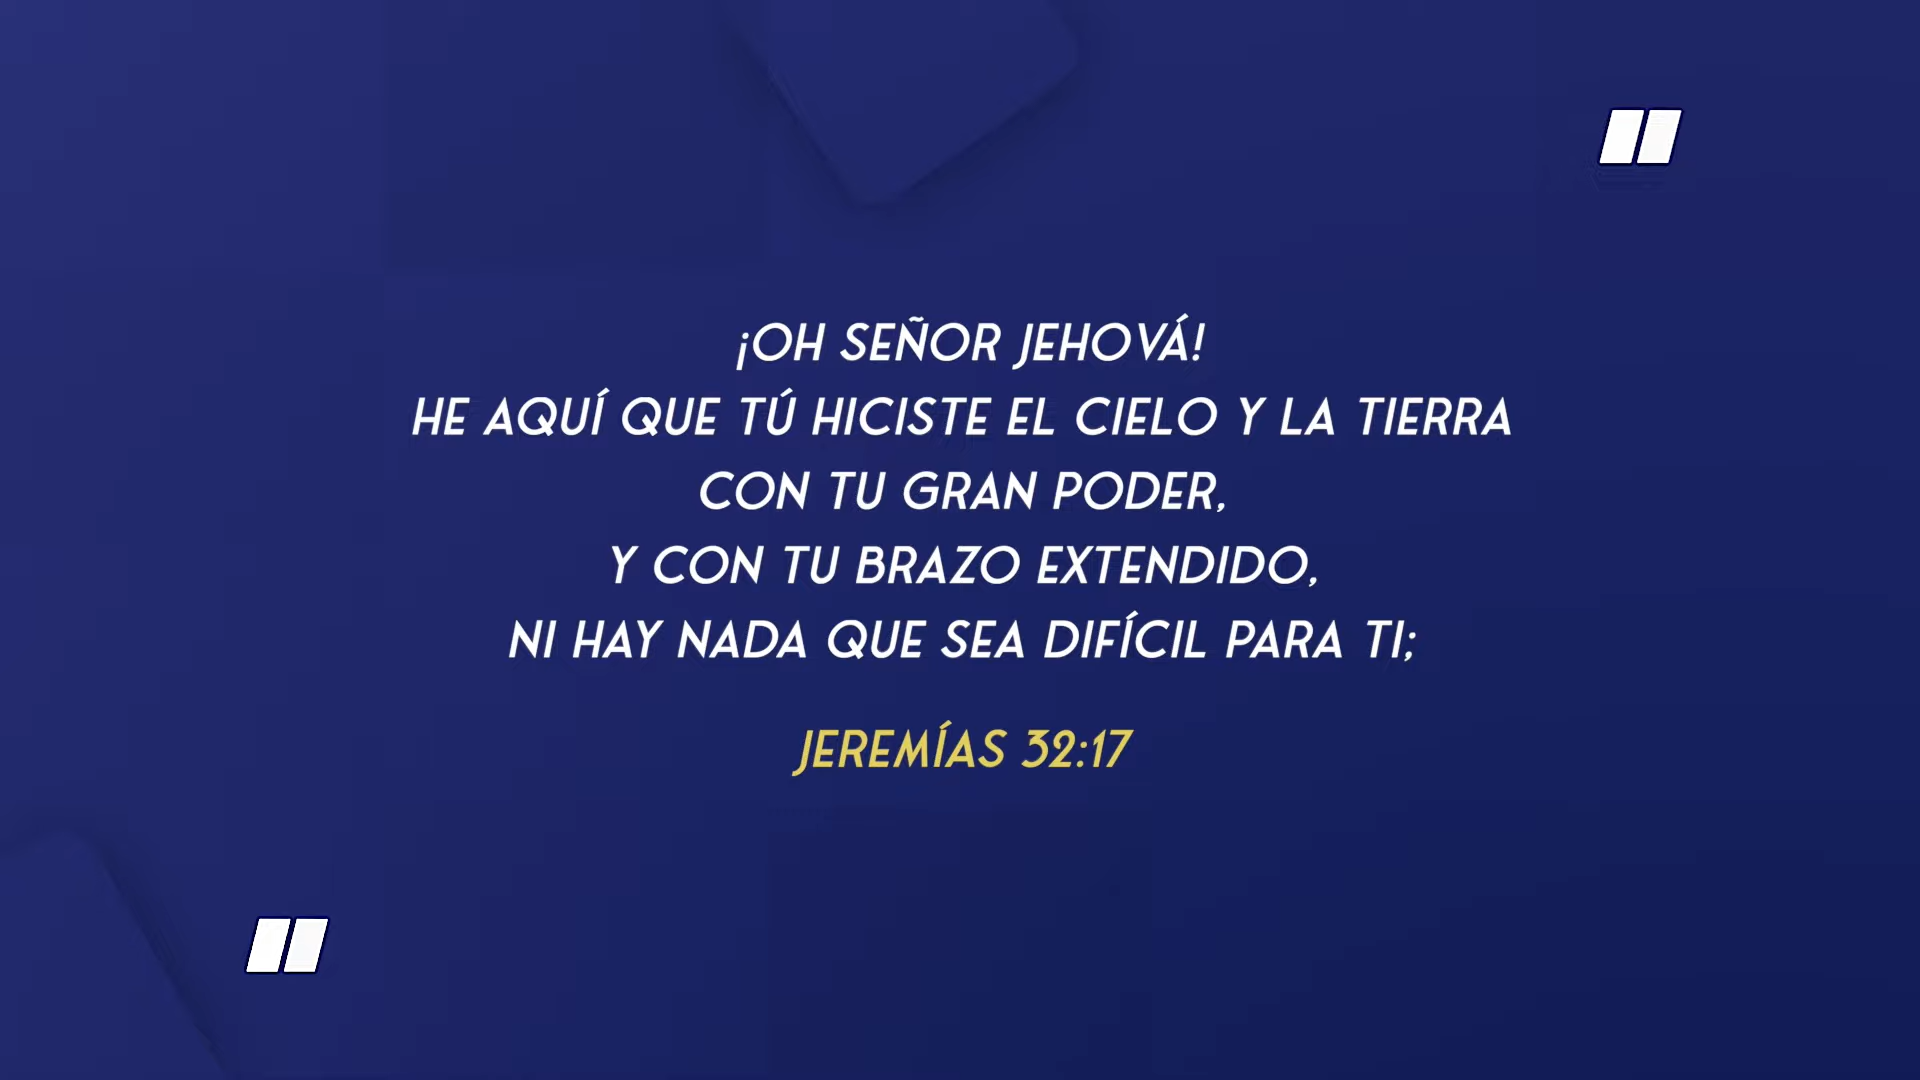 ¡OH SEÑOR JEHOVÁ!
HE AQUÍ QUE TÚ HICISTE EL CIELO Y LA TIERRA
CON TU GRAN PODER,
Y CON TU BRAZO EXTENDIDO,
NI HAY NADA QUE SEA DIFÍCIL PARA TI;
JEREMÍAS 32:17